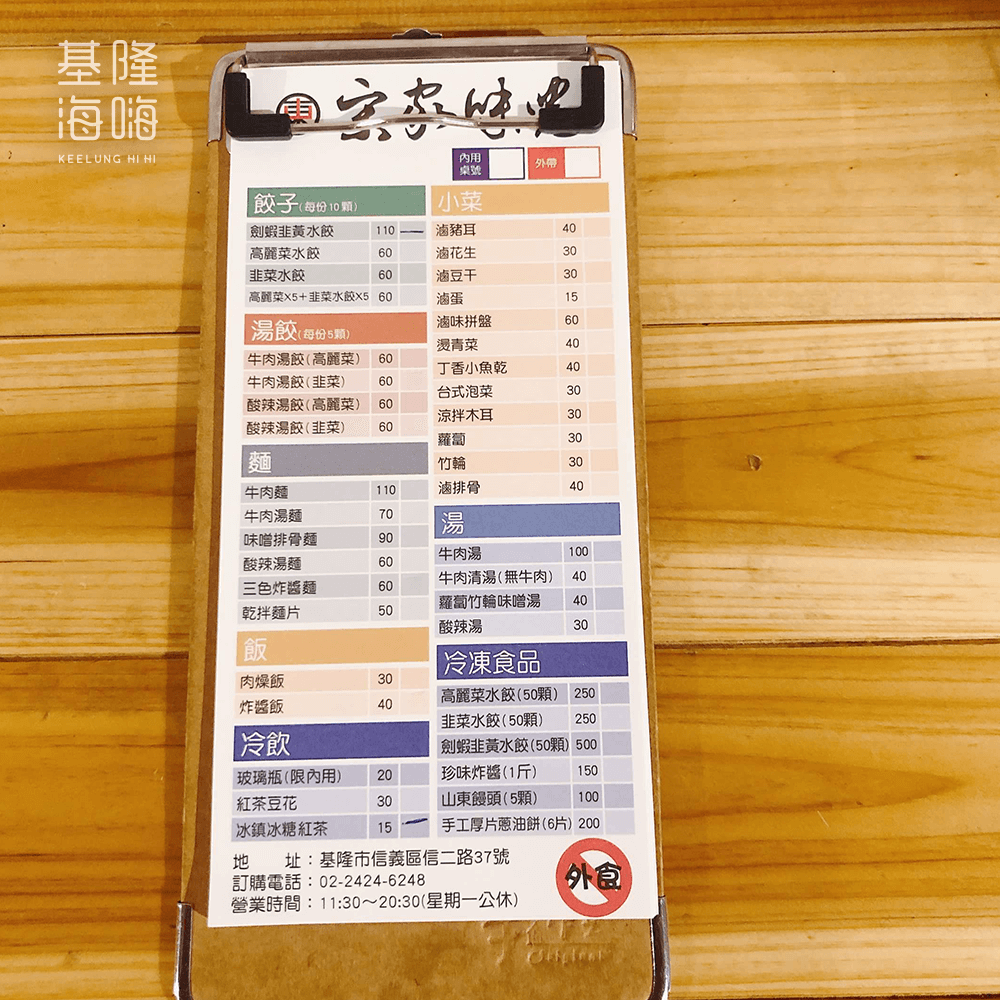 基隆
海嗨
KEELUNG HI HI
宗家味
內用
桌號
外帶
餃子(每份10顆)
劍蝦韭黃水餃 110
高麗菜水餃 60
韭菜水餃 60
高麗菜X5+韭菜水餃X5 60
湯餃(每份5顆)
牛肉湯餃(高麗菜) 60
牛肉湯餃(韭菜) 60
酸辣湯餃(高麗菜) 60
酸辣湯餃(韭菜) 60
麵
牛肉麵 110
牛肉湯麵 70
味噌排骨麵 90
酸辣湯麵 60
三色炸醬麵 60
乾拌麵片 50
飯
肉燥飯 30
炸醬飯 40
冷飲
玻璃瓶(限內用) 20
紅茶豆花 30
冰鎮冰糖紅茶 15
小菜
滷豬耳 40
滷花生 30
滷豆干 30
滷蛋 15
滷味拼盤 60
燙青菜 40
丁香小魚乾 40
台式泡菜 30
涼拌木耳 30
蘿蔔 30
竹輪 30
滷排骨 40
湯
牛肉湯 100
牛肉清湯(無牛肉) 40
蘿蔔竹輪味噌湯 40
酸辣湯 30
冷凍食品
高麗菜水餃(50顆) 250
韭菜水餃(50顆) 250
劍蝦韭黃水餃(50顆) 500
珍味炸醬(1斤) 150
山東饅頭(5顆) 100
手工厚片蔥油餅(6片) 200
地 址：基隆市信義區信二路37號
訂購電話：02-2424-6248
營業時間：11:30～20:30(星期一公休)
外食